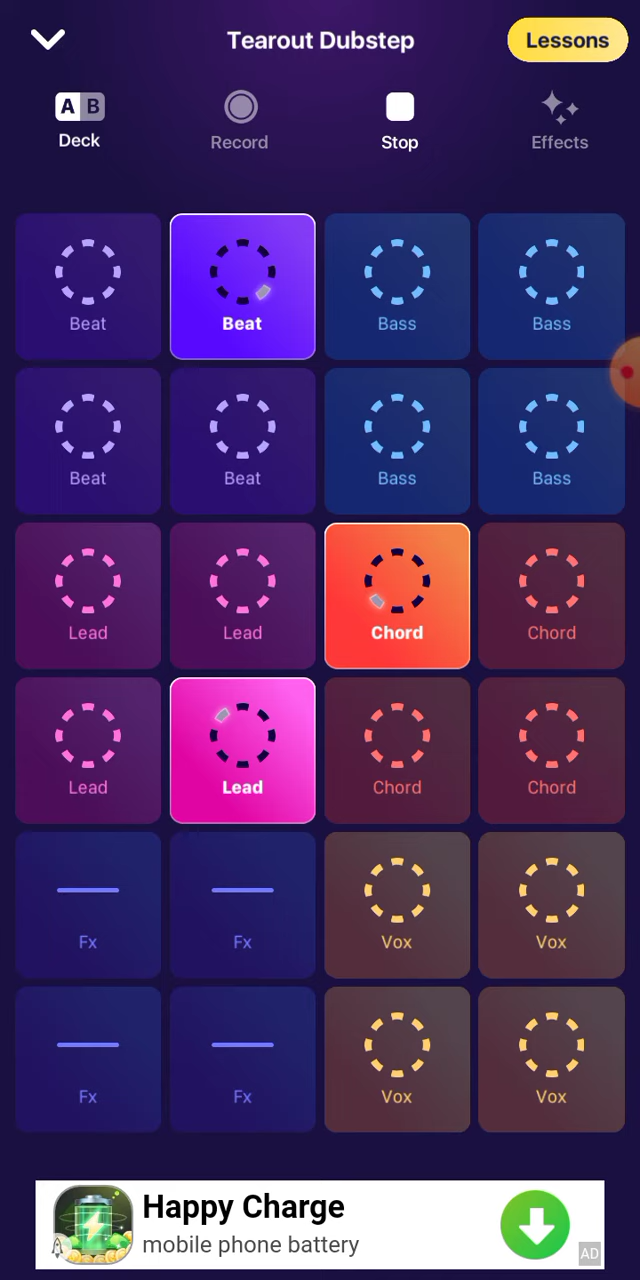 Tearout Dubstep
Lessons
A B
Deck
Record
Stop
Effects
Beat
Beat
Bass
Bass
Beat
Beat
Bass
Bass
Lead
Lead
Chord
Chord
Lead
Lead
Chord
Chord
Fx
Fx
Vox
Vox
Fx
Fx
Vox
Vox
Happy Charge
mobile phone battery
AD